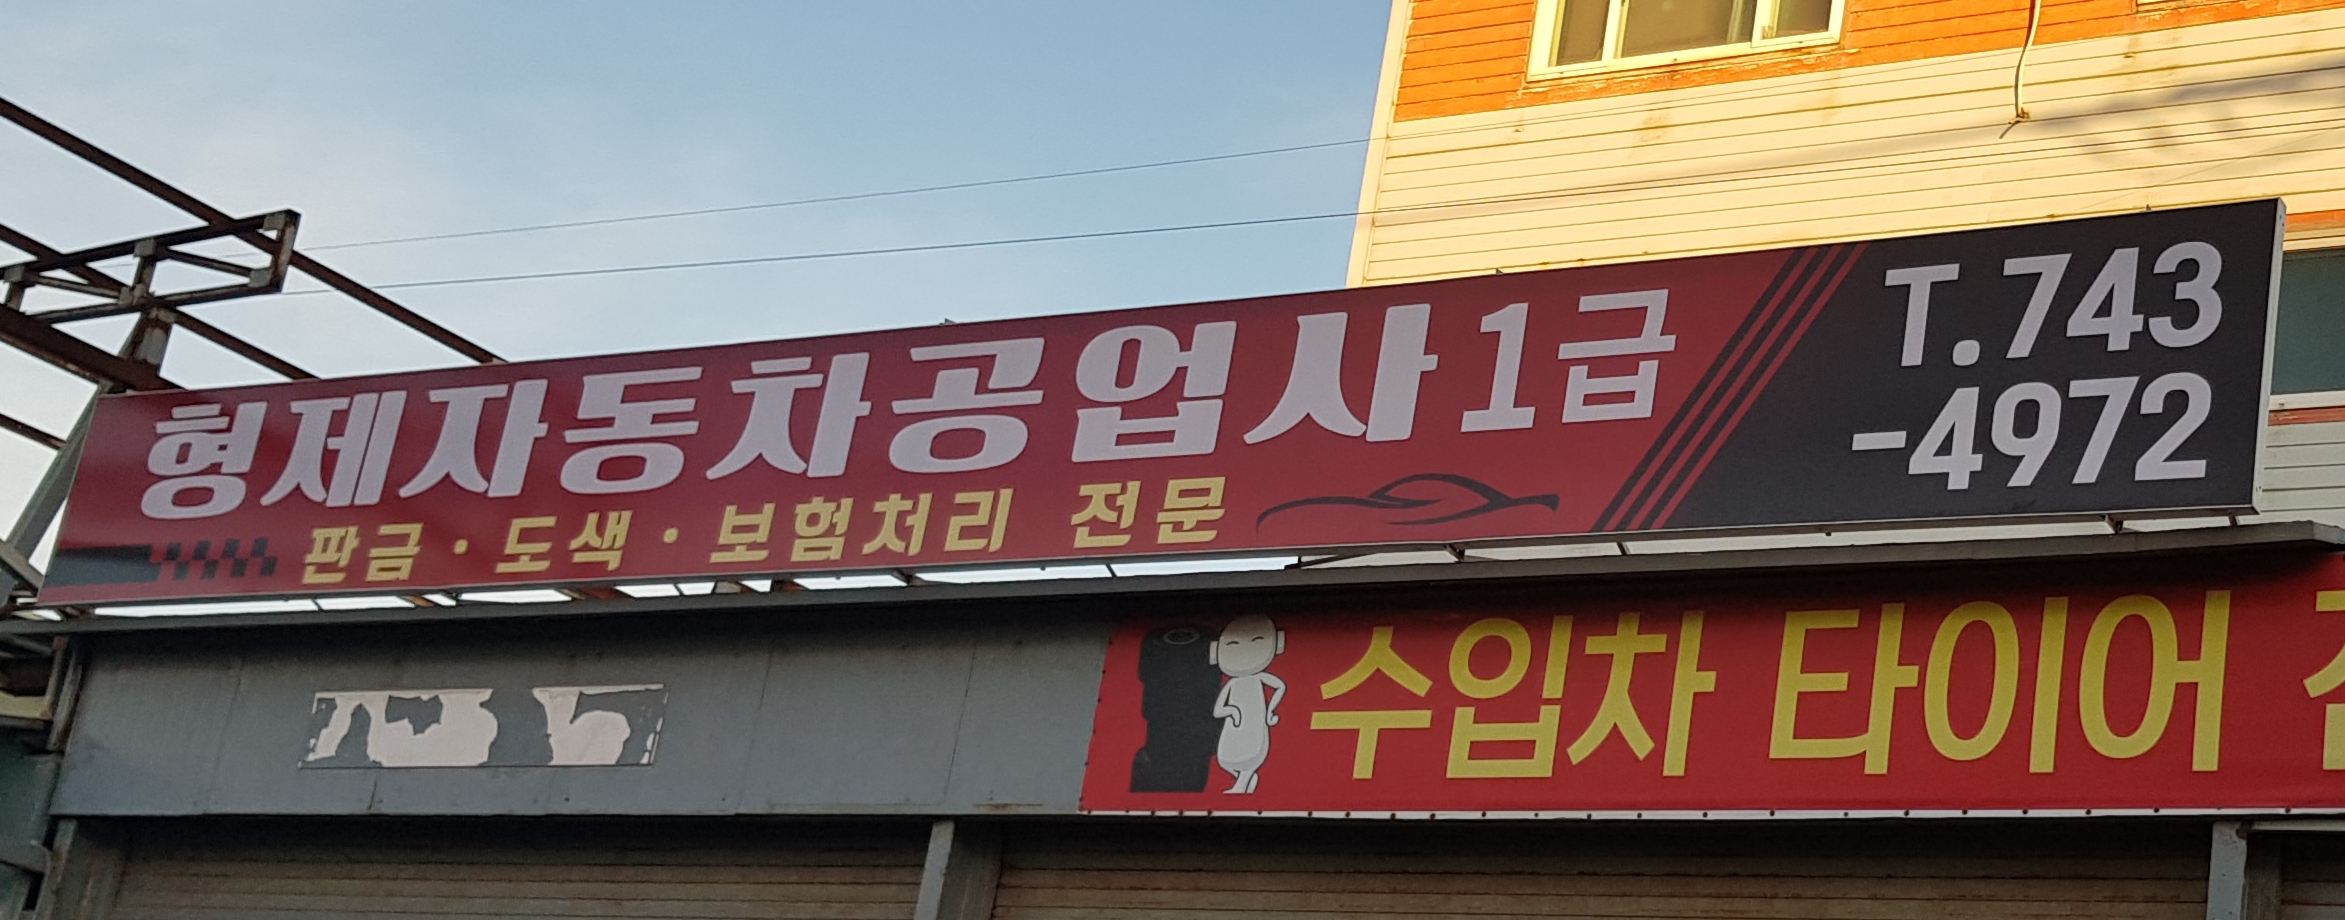 형제자동차공업사 1급
판금 · 도색 · 보험처리 전문
T.743
-4972
수입차 타이어